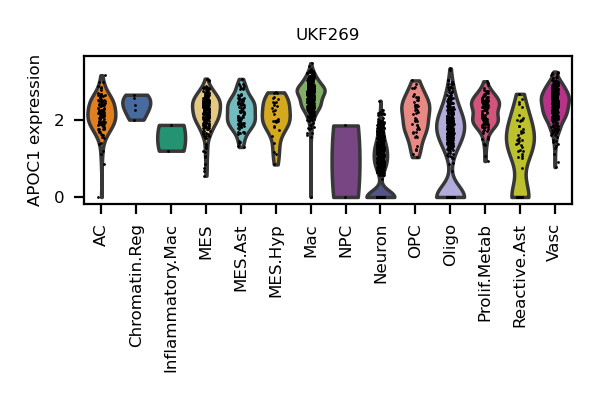 UKF269
APOC1 expression
2
0
AC
Chromatin.Reg
Inflammatory.Mac
MES
MES.Ast
MES.Hyp
Mac
NPC
Neuron
OPC
Oligo
Prolif.Metab
Reactive.Ast
Vasc